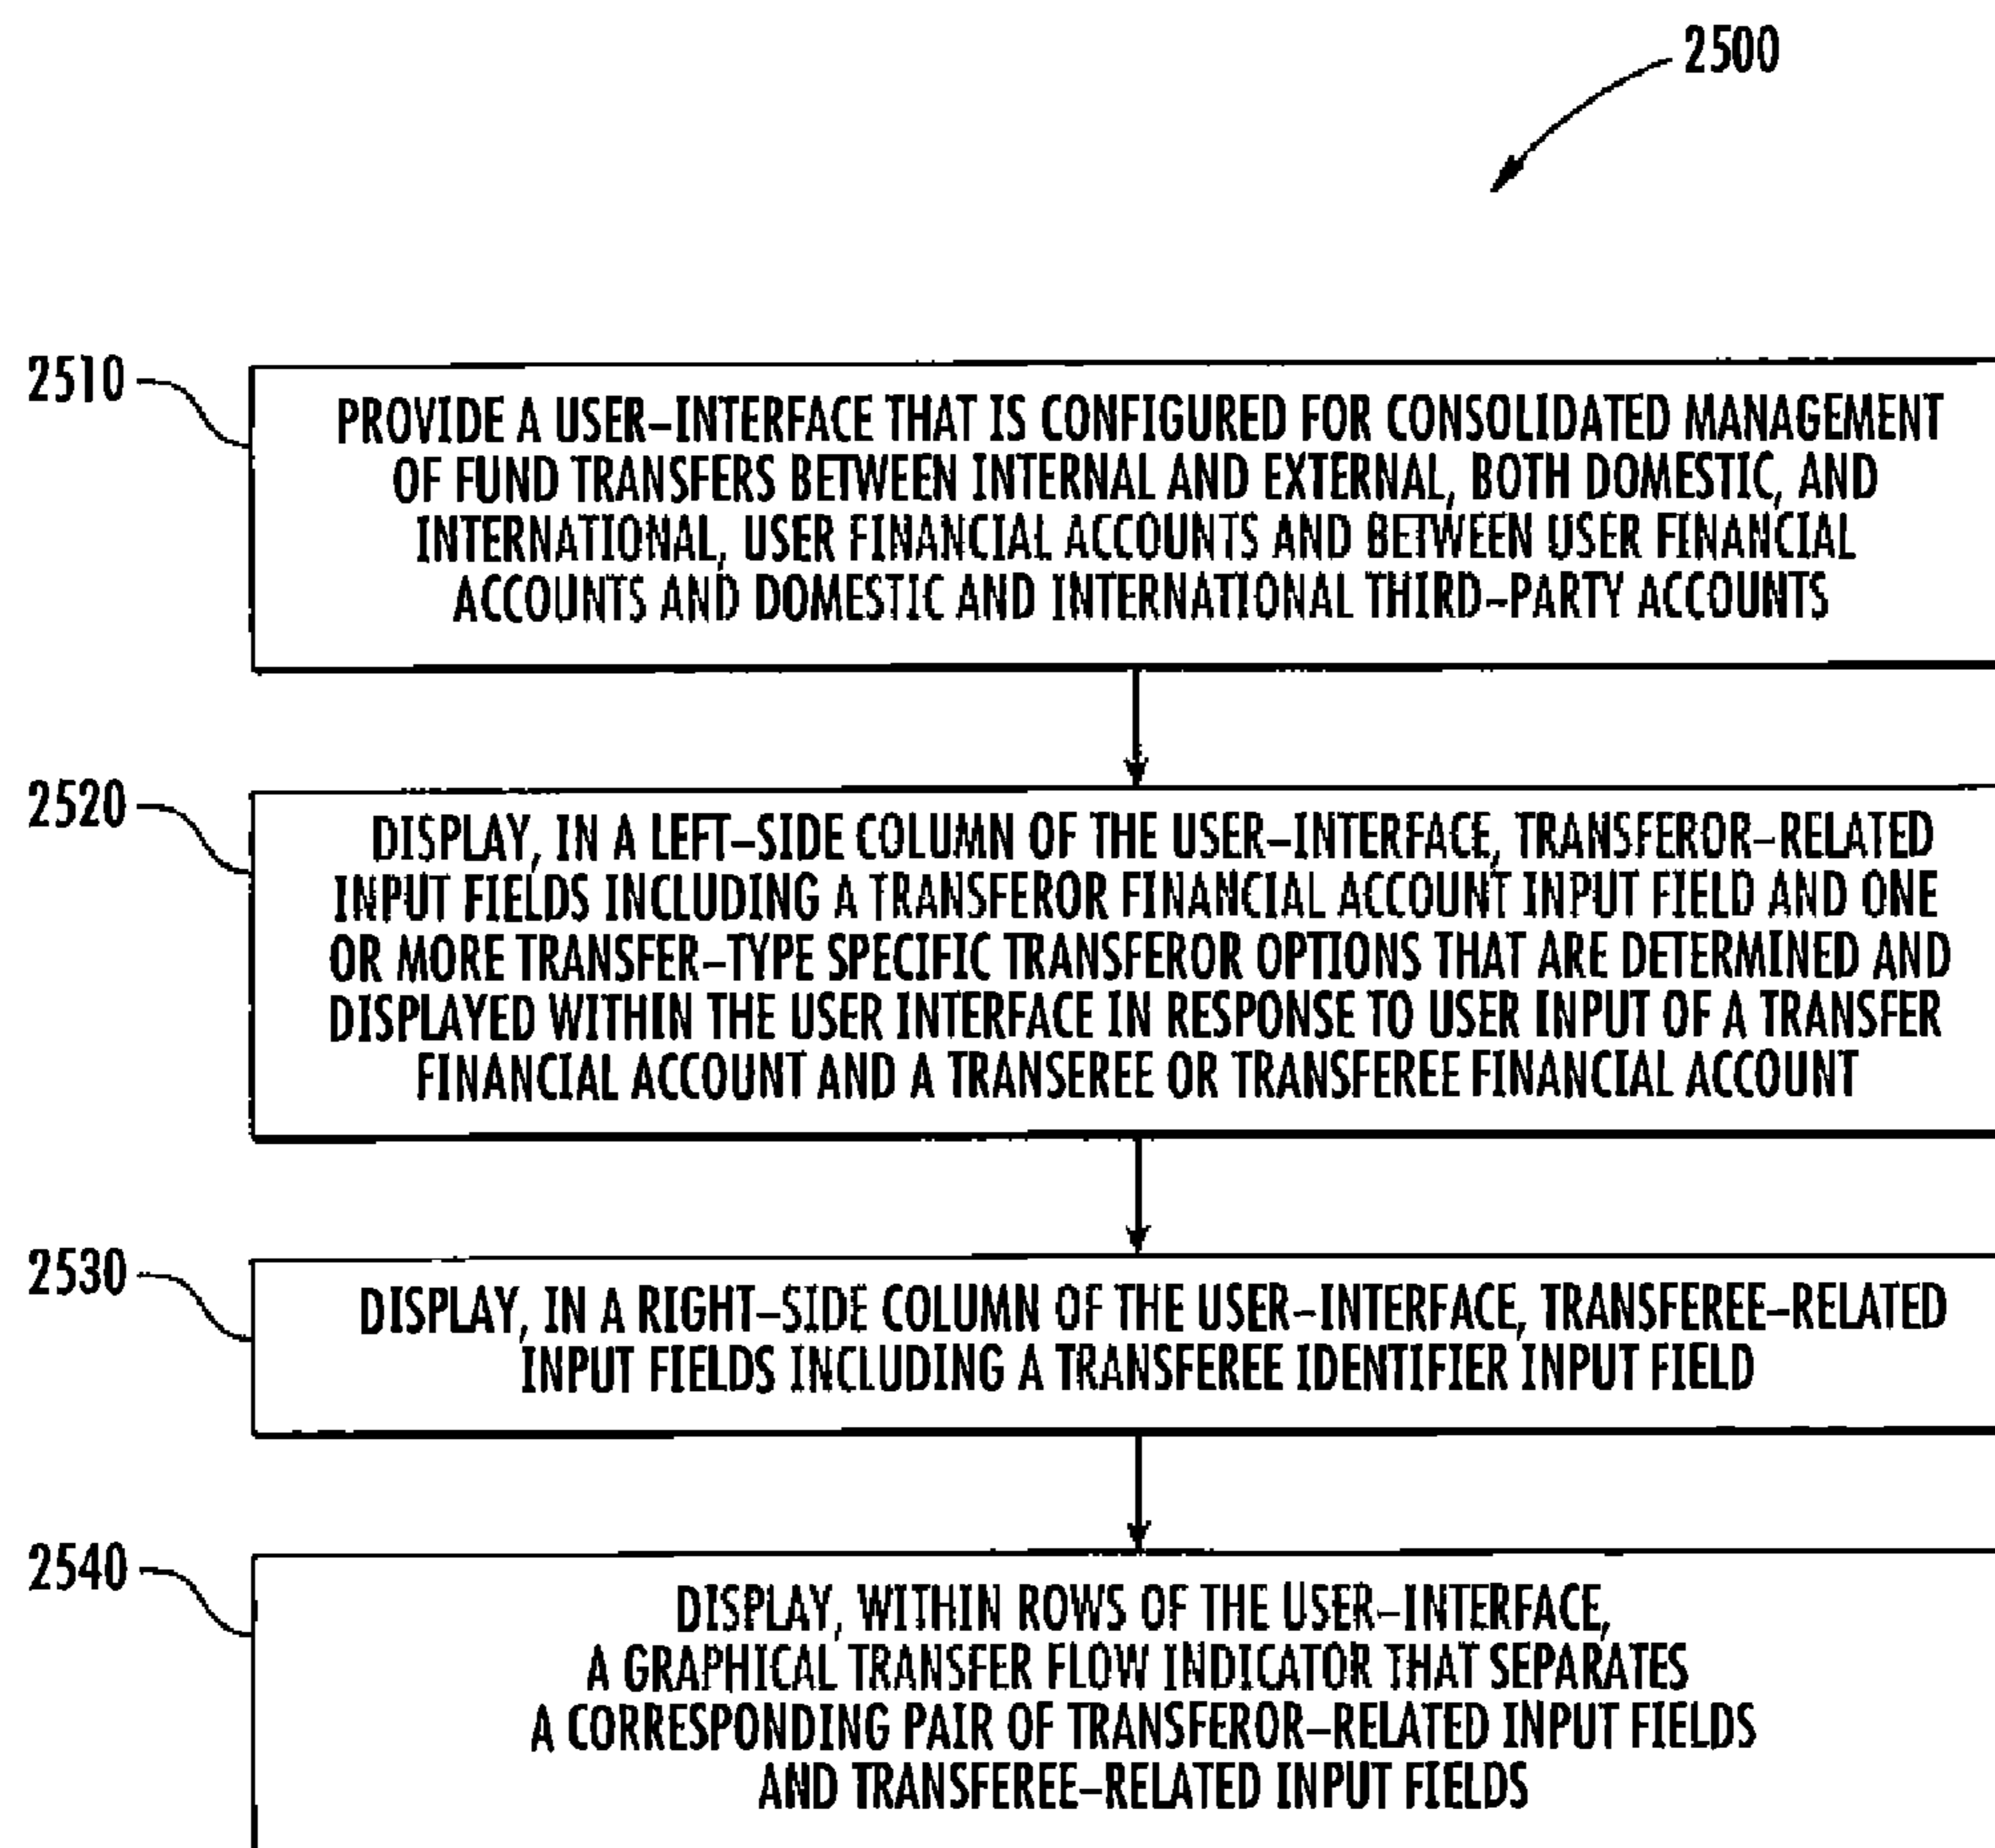 2500
2510
PROVIDE A USER-INTERFACE THAT IS CONFIGURED FOR CONSOLIDATED MANAGEMENT
OF FUND TRANSFERS BETWEEN INTERNAL AND EXTERNAL, BOTH DOMESTIC, AND
INTERNATIONAL, USER FINANCIAL ACCOUNTS AND BETWEEN USER FINANCIAL
ACCOUNTS AND DOMESTIC AND INTERNATIONAL THIRD-PARTY ACCOUNTS
2520
DISPLAY, IN A LEFT-SIDE COLUMN OF THE USER-INTERFACE, TRANSFEROR-RELATED
INPUT FIELDS INCLUDING A TRANSFEROR FINANCIAL ACCOUNT INPUT FIELD AND ONE
OR MORE TRANSFER-TYPE SPECIFIC TRANSFEROR OPTIONS THAT ARE DETERMINED AND
DISPLAYED WITHIN THE USER INTERFACE IN RESPONSE TO USER INPUT OF A TRANSFER
FINANCIAL ACCOUNT AND A TRANSEREE OR TRANSFEREE FINANCIAL ACCOUNT
2530
DISPLAY, IN A RIGHT-SIDE COLUMN OF THE USER-INTERFACE, TRANSFEREE-RELATED
INPUT FIELDS INCLUDING A TRANSFEREE IDENTIFIER INPUT FIELD
2540
DISPLAY, WITHIN ROWS OF THE USER-INTERFACE,
A GRAPHICAL TRANSFER FLOW INDICATOR THAT SEPARATES
A CORRESPONDING PAIR OF TRANSFEROR-RELATED INPUT FIELDS
AND TRANSFEREE-RELATED INPUT FIELDS